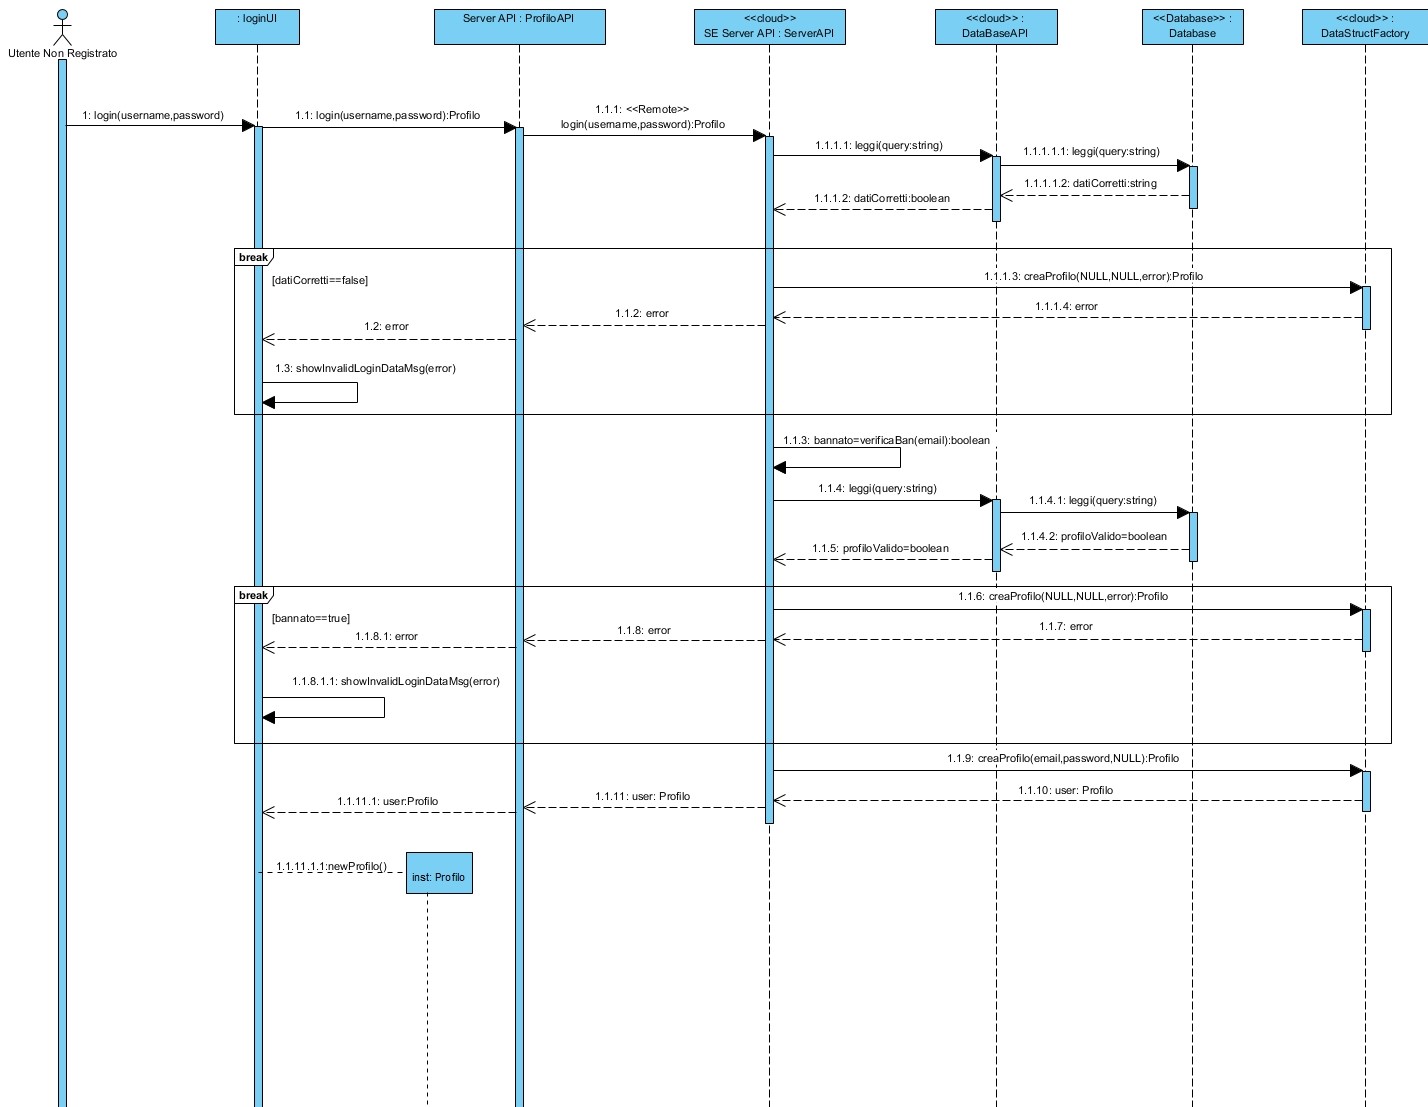 Utente Non Registrato
: loginUI
Server API : ProfiloAPI
<<cloud>>
SE Server API : ServerAPI
<<cloud>> :
DataBaseAPI
<<Database>> :
Database
<<cloud>> :
DataStructFactory
1: login(username,password)
1.1: login(username,password):Profilo
1.1.1: <<Remote>>
login(username,password):Profilo
1.1.1.1: leggi(query:string)
1.1.1.1.1: leggi(query:string)
1.1.1.1.2: datiCorretti:string
1.1.1.2: datiCorretti:boolean
break
[datiCorretti==false]
1.1.1.3: creaProfilo(NULL,NULL,error):Profilo
1.1.1.4: error
1.1.2: error
1.2: error
1.3: showInvalidLoginDataMsg(error)
1.1.3: bannato=verificaBan(email):boolean
1.1.4: leggi(query:string)
1.1.4.1: leggi(query:string)
1.1.4.2: profiloValido=boolean
1.1.5: profiloValido=boolean
break
[bannato==true]
1.1.6: creaProfilo(NULL,NULL,error):Profilo
1.1.7: error
1.1.8: error
1.1.8.1: error
1.1.8.1.1: showInvalidLoginDataMsg(error)
1.1.9: creaProfilo(email,password,NULL):Profilo
1.1.10: user: Profilo
1.1.11: user: Profilo
1.1.11.1: user:Profilo
1.1.11.1.1:newProfilo()
inst: Profilo